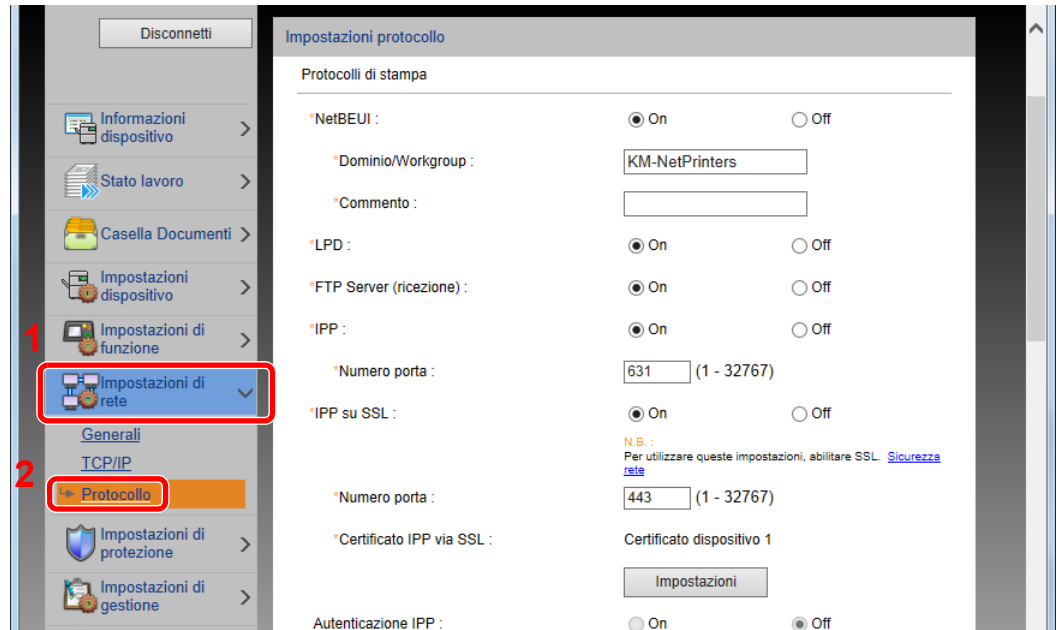 Disconnetti
Informazioni
dispositivo
Stato lavoro
Casella Documenti
Impostazioni
dispositivo
1
Impostazioni di
funzione
Impostazioni di
rete
Generali
TCP/IP
2
Protocollo
Impostazioni di
protezione
Impostazioni di
gestione
Impostazioni protocollo
Protocolli di stampa
*NetBEUI : On Off
*Dominio/Workgroup : KM-NetPrinters
*Commento :
*LPD : On Off
*FTP Server (ricezione) : On Off
*IPP : On Off
*Numero porta : 631 (1 - 32767)
*IPP su SSL : On Off
N.B. :
Per utilizzare queste impostazioni, abilitare SSL. Sicurezza
rete
*Numero porta : 443 (1 - 32767)
*Certificato IPP via SSL : Certificato dispositivo 1
Impostazioni
Autenticazione IPP : On Off